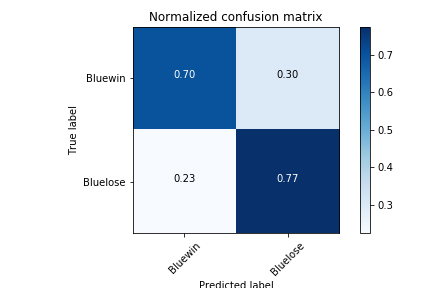 Normalized confusion matrix
True label
Bluewin
0.70
0.30
Bluelose
0.23
0.77
Bluewin
Bluelose
Predicted label
0.7
0.6
0.5
0.4
0.3